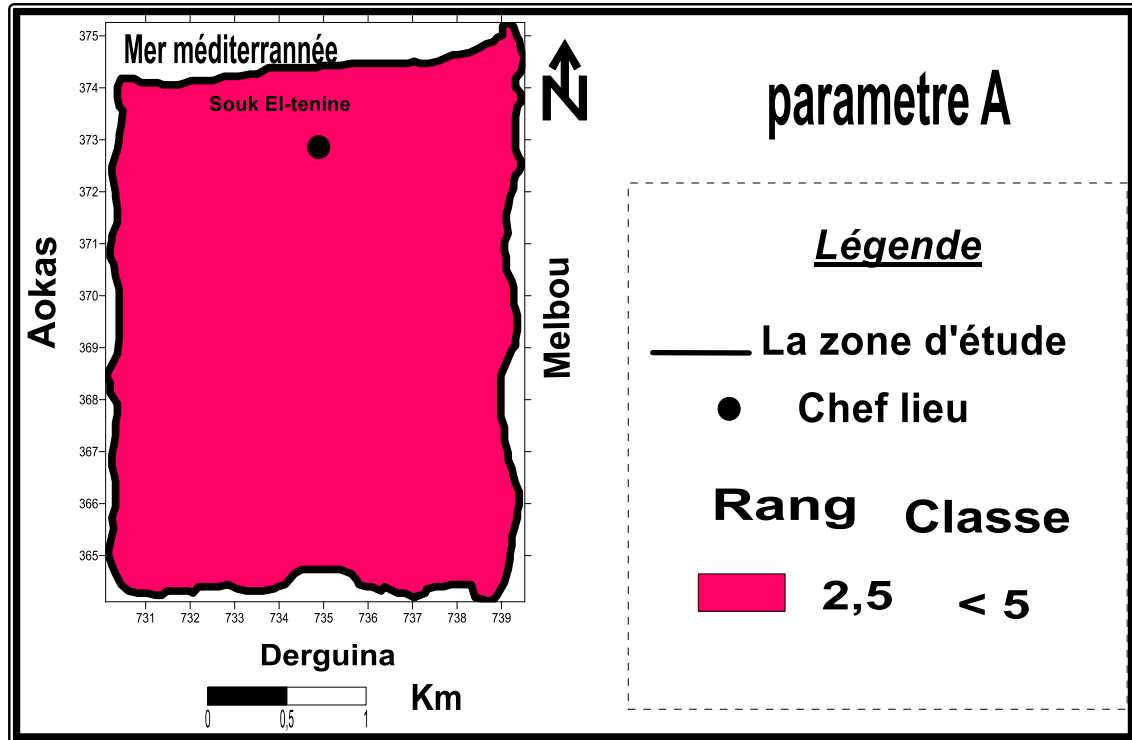 Mer méditerrannée
Souk El-tenine
375
374
373
372
371
370
369
368
367
366
365
731 732 733 734 735 736 737 738 739
Aokas
Melbou
Derguina
N
0 0,5 1
Km
parametre A
Légende
La zone d'étude
Chef lieu
Rang Classe
2,5 < 5